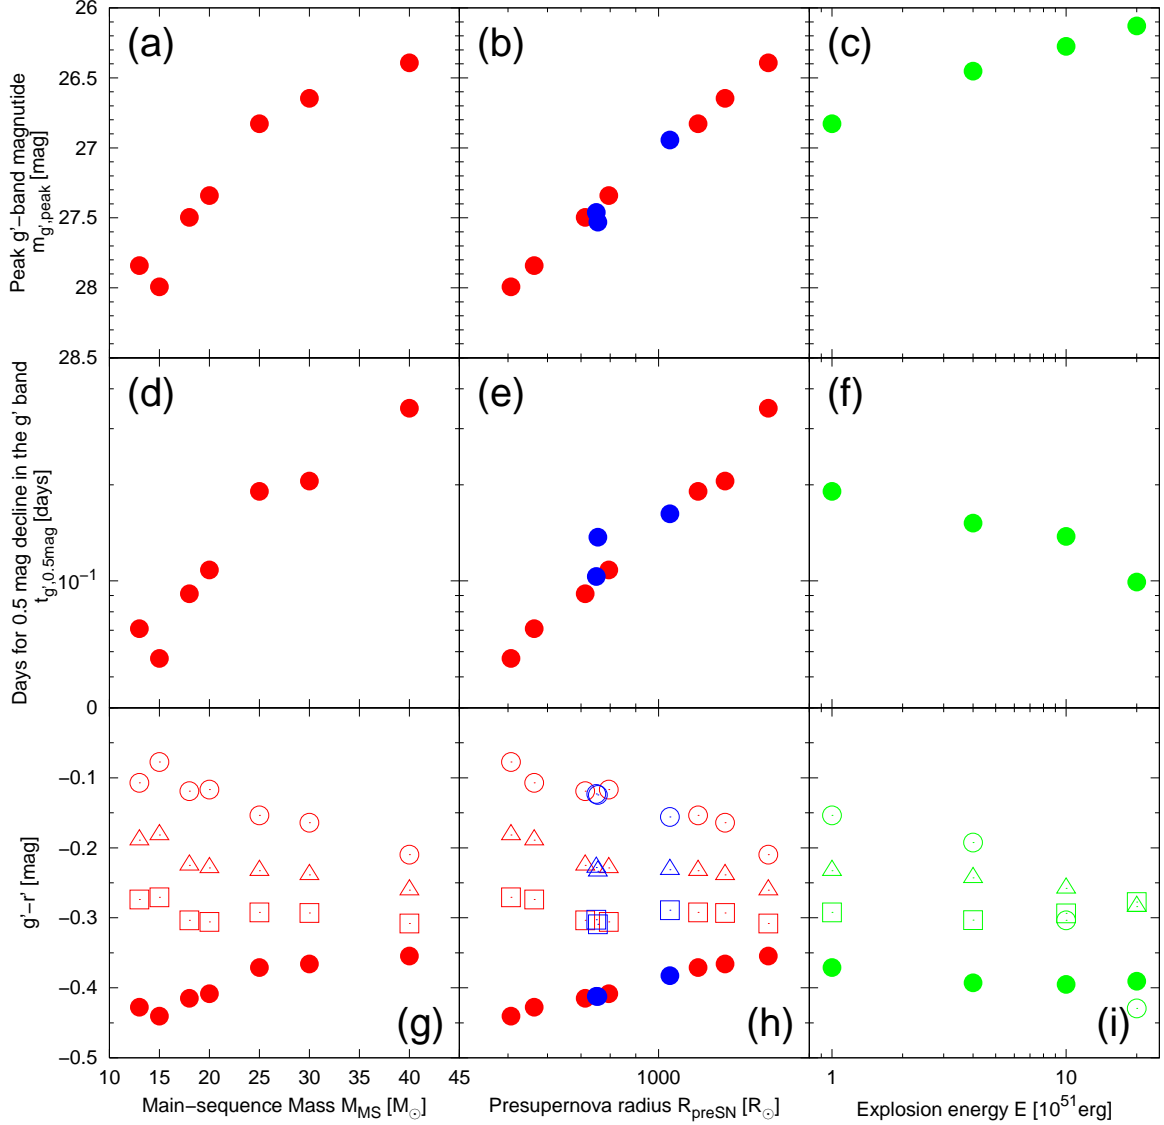 26
26.5
27
27.5
28
28.5
Peak g'−band magnutide
m_g',peak [mag]
(a)
(b)
(c)
10^−1
0
Days for 0.5 mag decline in the g' band
t_g',0.5mag [days]
(d)
(e)
(f)
−0.1
−0.2
−0.3
−0.4
−0.5
g'−r' [mag]
(g)
(h)
(i)
10 15 20 25 30 35 40 45
1000
1 10
Main−sequence Mass M_MS [M_⊙]
Presupernova radius R_preSN [R_⊙]
Explosion energy E [10^51 erg]